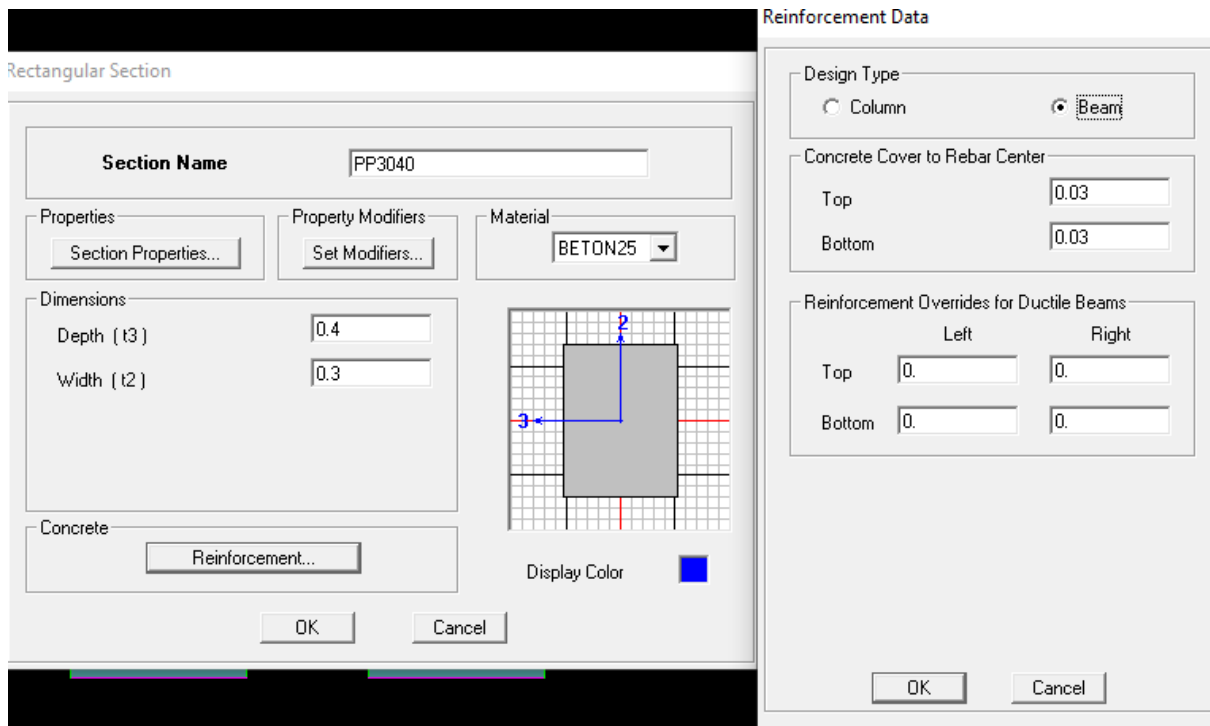 Rectangular Section
Section Name PP3040
Properties
Section Properties...
Property Modifiers
Set Modifiers...
Material
BETON25
Dimensions
Depth ( t3 ) 0.4
Width ( t2 ) 0.3
2
3
Concrete
Reinforcement...
Display Color
OK Cancel
Reinforcement Data
Design Type
Column Beam
Concrete Cover to Rebar Center
Top 0.03
Bottom 0.03
Reinforcement Overrides for Ductile Beams
Left Right
Top 0. 0.
Bottom 0. 0.
OK Cancel